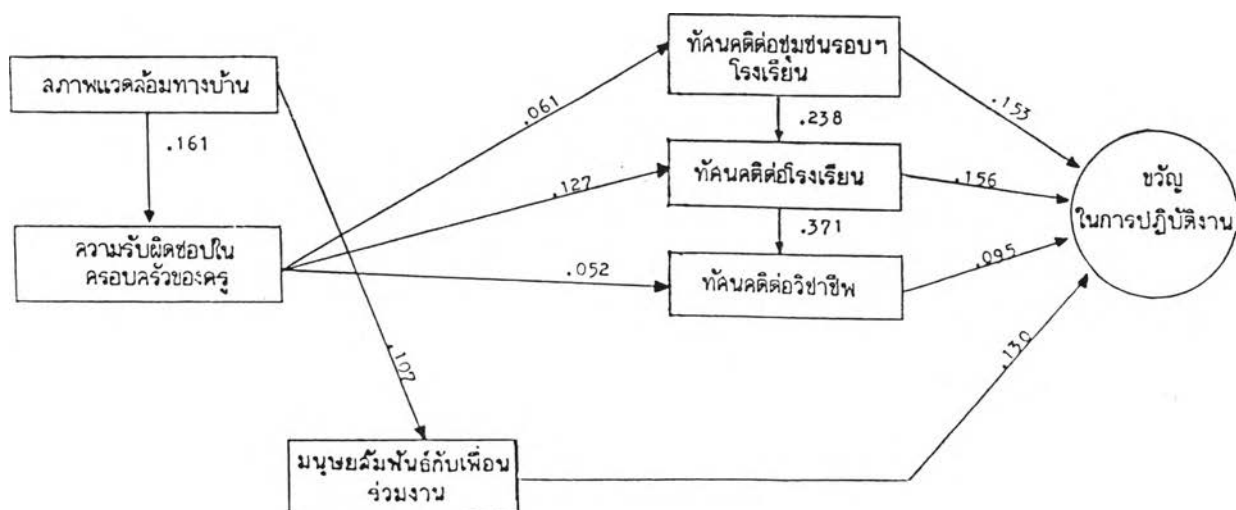 สภาพแวดล้อมทางบ้าน
.161
ความรับผิดชอบใน
ครอบครัวของครู
.061
.127
.052
.107
ทัศนคติต่อชุมชนรอบๆ
โรงเรียน
.238
ทัศนคติต่อโรงเรียน
.371
ทัศนคติต่อวิชาชีพ
.153
.156
.095
.130
ขวัญ
ในการปฏิบัติงาน
มนุษยสัมพันธ์กับเพื่อน
ร่วมงาน